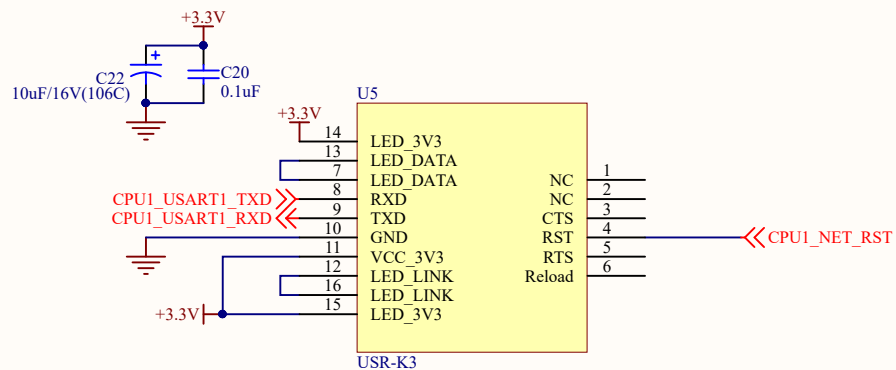 +3.3V
+
C22
C20
10uF/16V(106C)
0.1uF
U5
+3.3V
14 LED_3V3
13 LED_DATA
7 LED_DATA
CPU1_USART1_TXD 8 RXD
CPU1_USART1_RXD 9 TXD
10 GND
11 VCC_3V3
12 LED_LINK
16 LED_LINK
+3.3V 15 LED_3V3
NC 1
NC 2
CTS 3
RST 4 CPU1_NET_RST
RTS 5
Reload 6
USR-K3